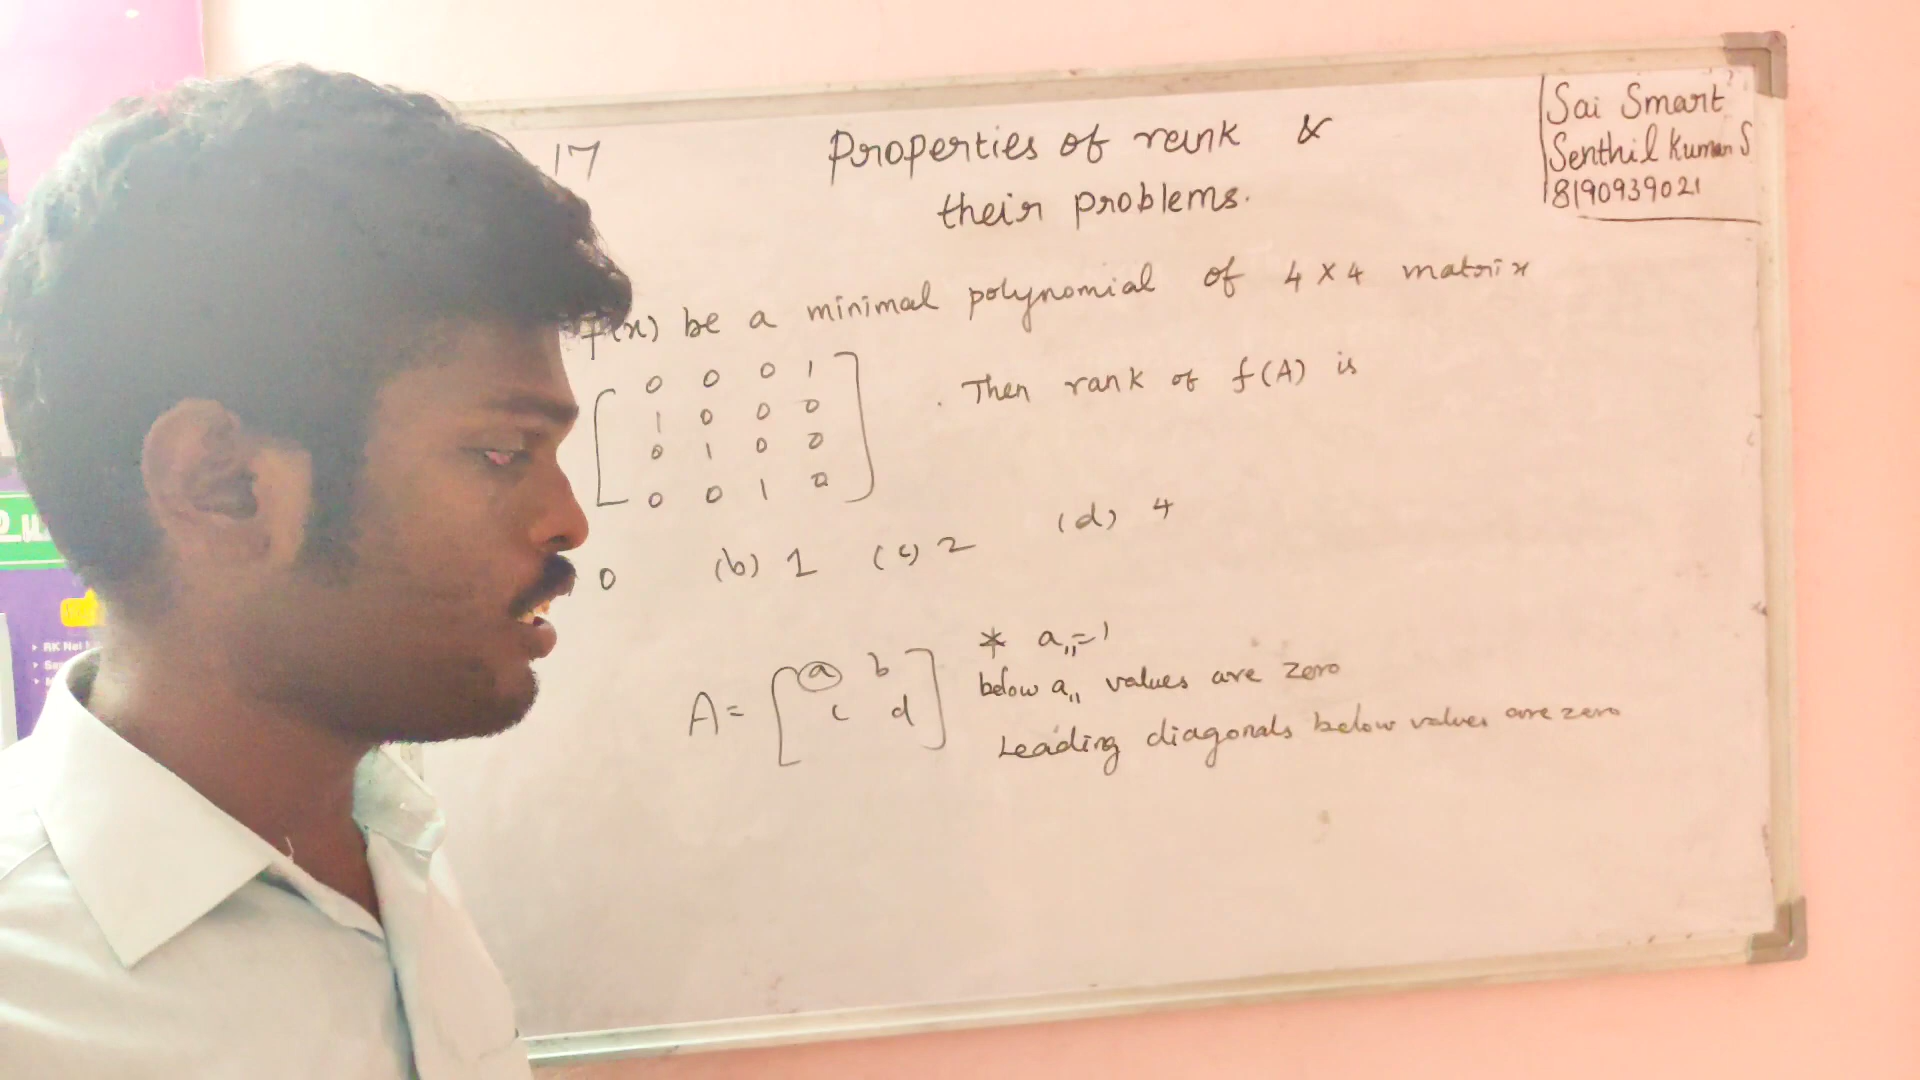 17
Properties of rank &
their problems.
Sai Smart
Senthil Kumar S
8190939021
f(x) be a minimal polynomial of 4 x 4 matrix
0 0 0 1
1 0 0 0
0 1 0 0
0 0 1 0
. Then rank of f(A) is
0 (b) 1 (c) 2 (d) 4
A = [ a b
c d ]
* a11 = 1
below a11 values are zero
Leading diagonals below values are zero
RK